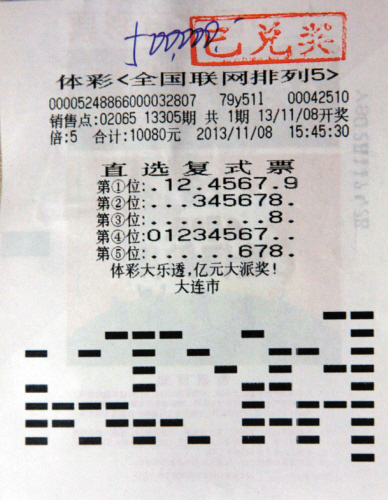 500,000.
已兑奖
体彩<全国联网排列5>
00005248866000032807 79y51l 00042510
销售点:02065 13305期 共 1期 13/11/08开奖
倍:5 合计:10080元 2013/11/08 15:45:30
直选复式票
第①位:.12.4567.9
第②位:...345678.
第③位:........8.
第④位:01234567..
第⑤位:......678.
体彩大乐透,亿元大派奖!
大连市